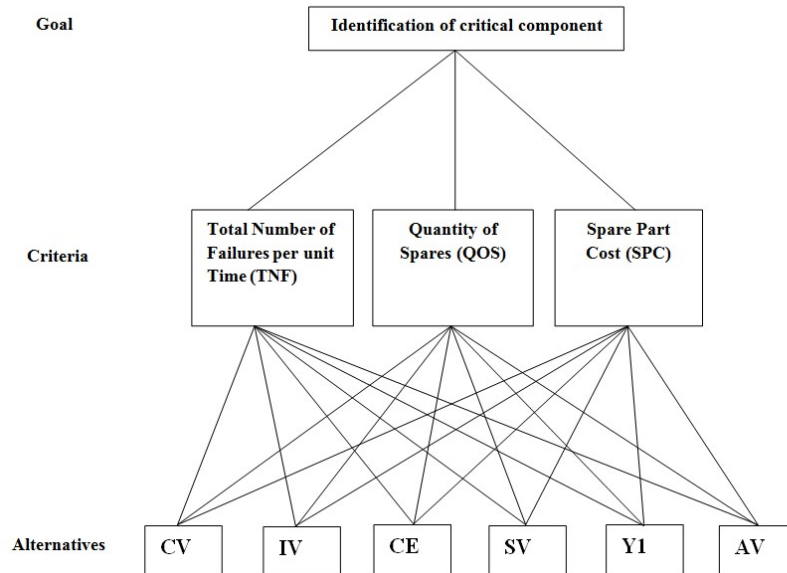 Goal
Identification of critical component
Criteria
Total Number of
Failures per unit
Time (TNF)
Quantity of
Spares (QOS)
Spare Part
Cost (SPC)
Alternatives
CV
IV
CE
SV
Y1
AV